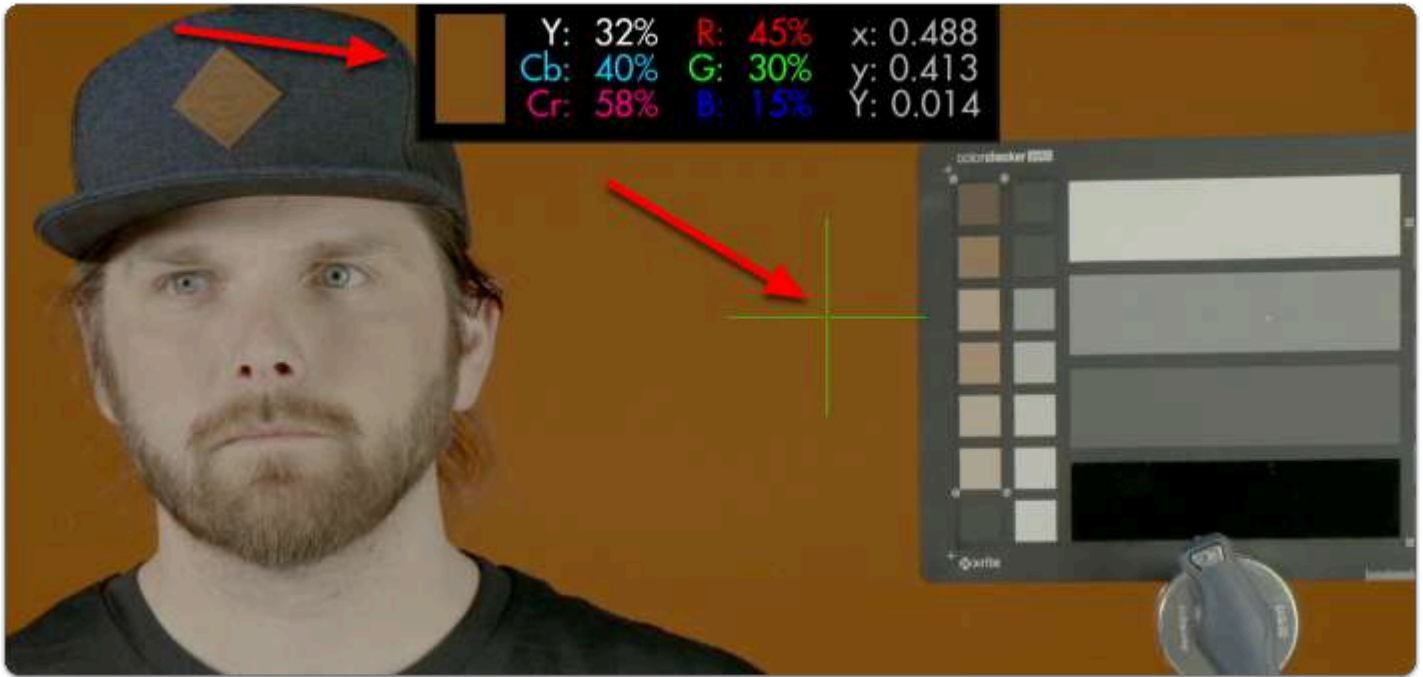 Y: 32% R: 45% x: 0.488
Cb: 40% G: 30% y: 0.413
Cr: 58% B: 15% Y: 0.014
colorchecker
x-rite